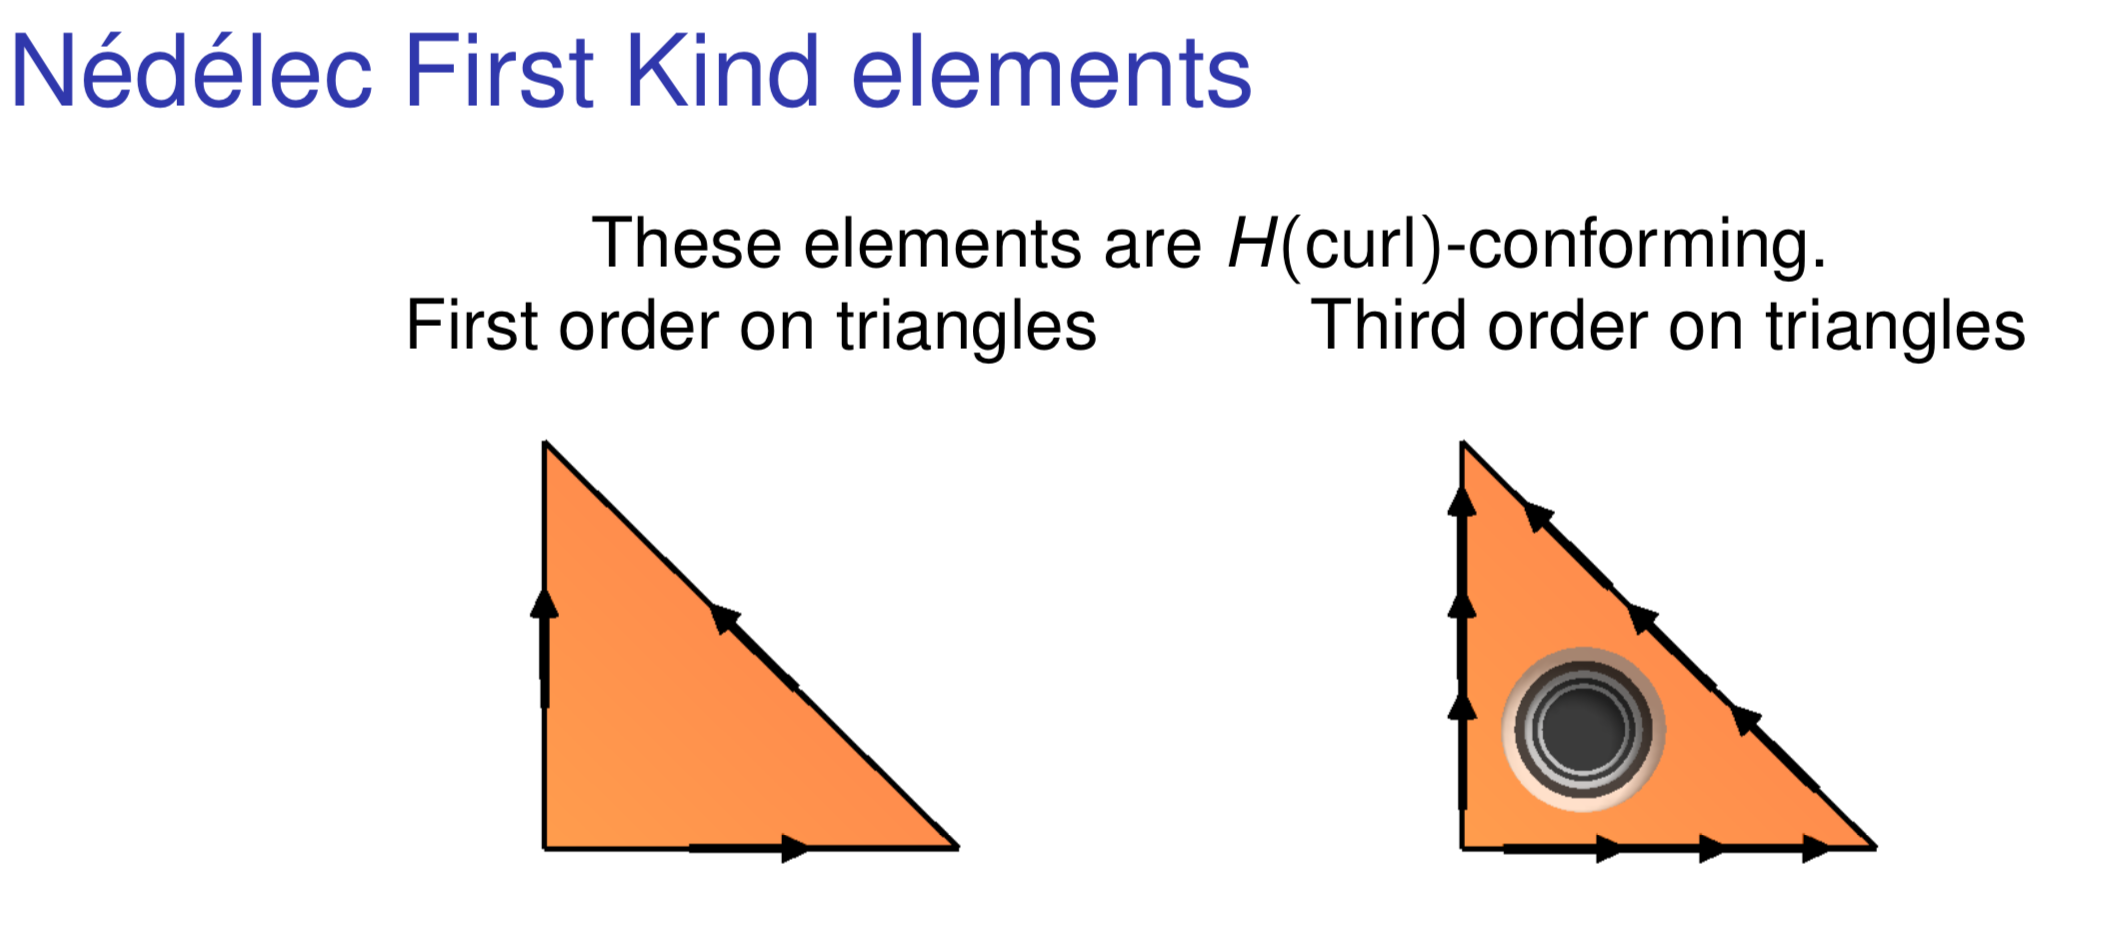 Nédélec First Kind elements
These elements are H(curl)-conforming.
First order on triangles Third order on triangles